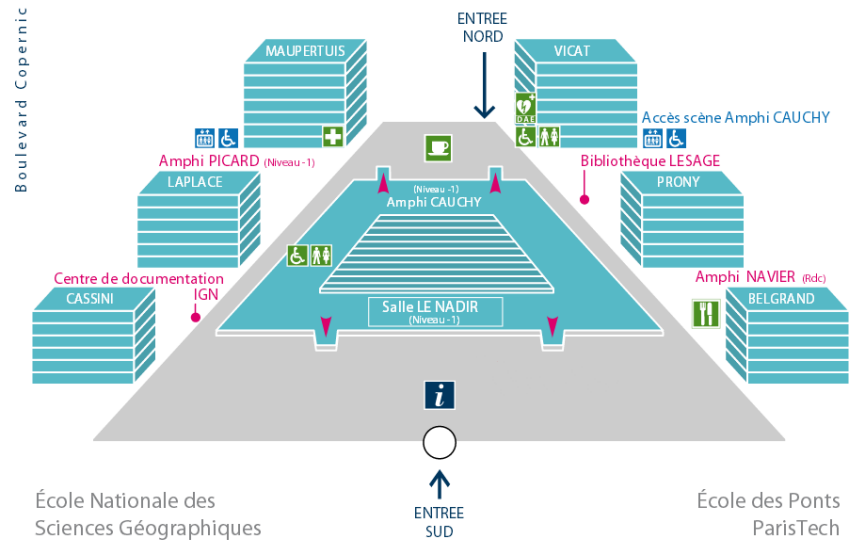 Boulevard Copernic
ENTREE
NORD
MAUPERTUIS
VICAT
DAE
Accès scène Amphi CAUCHY
Amphi PICARD (Niveau -1)
Bibliothèque LESAGE
LAPLACE
PRONY
(Niveau -1)
Amphi CAUCHY
Centre de documentation
IGN
Amphi NAVIER (Rdc)
CASSINI
BELGRAND
Salle LE NADIR
(Niveau -1)
i
École Nationale des
Sciences Géographiques
ENTREE
SUD
École des Ponts
ParisTech